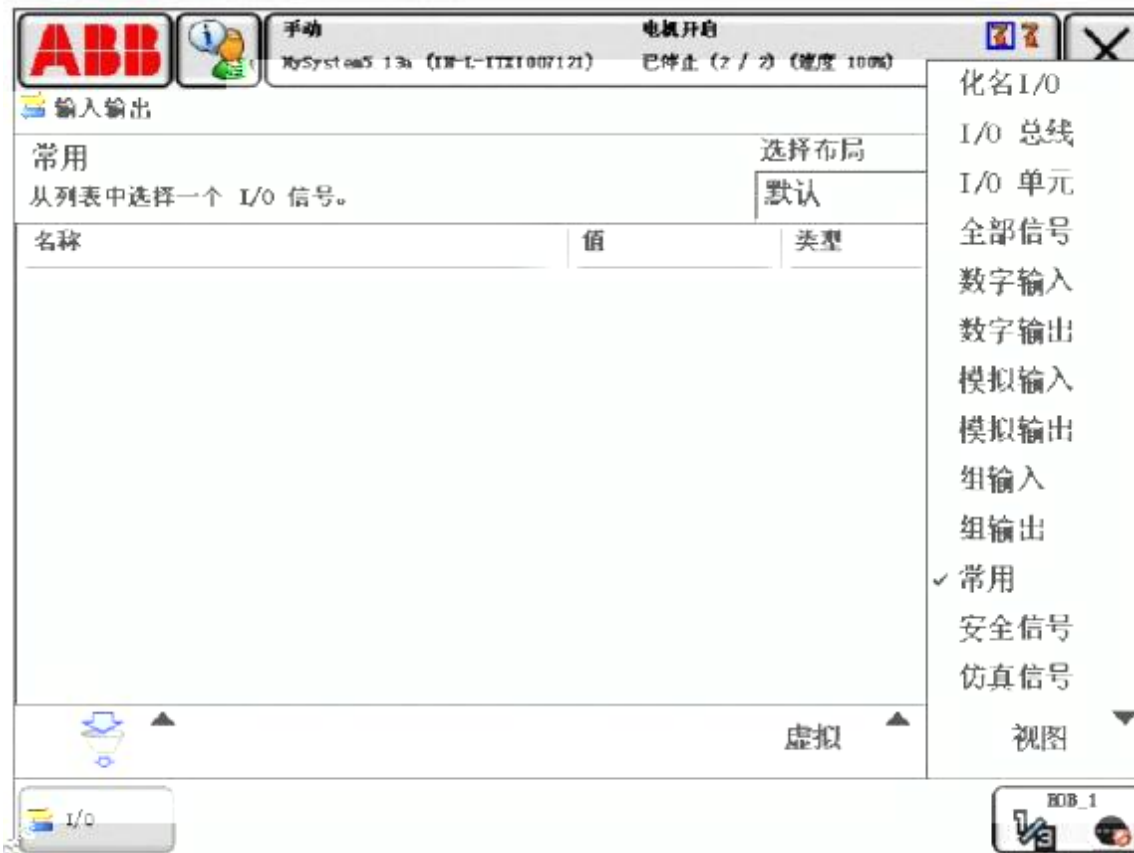 ABB
手动
电机开启
MySystem5_13a (IN-L-ITXI007121)
已停止 (2 / 2) (速度 100%)
输入输出
常用
选择布局
从列表中选择一个 I/O 信号。
默认
名称
值
类型
化名I/O
I/O 总线
I/O 单元
全部信号
数字输入
数字输出
模拟输入
模拟输出
组输入
组输出
常用
安全信号
仿真信号
虚拟
视图
I/O
ROB_1
1/3